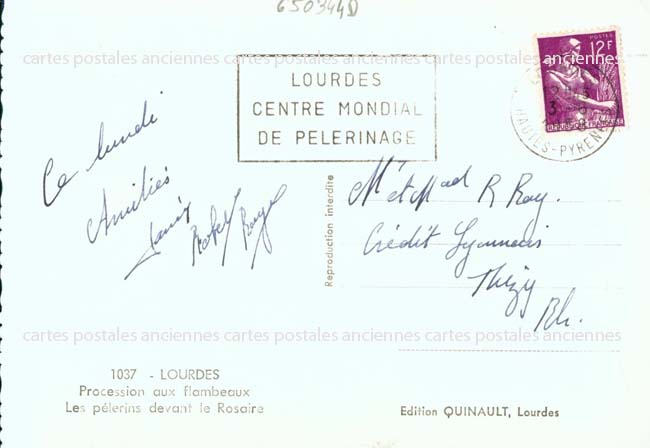 650344D
cartes postales anciennes cartes postales anciennes cartes postales anciennes
POSTES
12F
REPUBLIQUE FRANÇAISE
HAUTES-PYRENEES
LOURDES
CENTRE MONDIAL
DE PELERINAGE
Ce lundi
Amitiés
Robert
Reproduction interdite
M et Mad R Ray.
Crédit Lyonnais
Thizy
Rh.
cartes postales anciennes cartes postales anciennes cartes postales anciennes
1037 - LOURDES
Procession aux flambeaux
Les pélerins devant le Rosaire
Edition QUINAULT, Lourdes